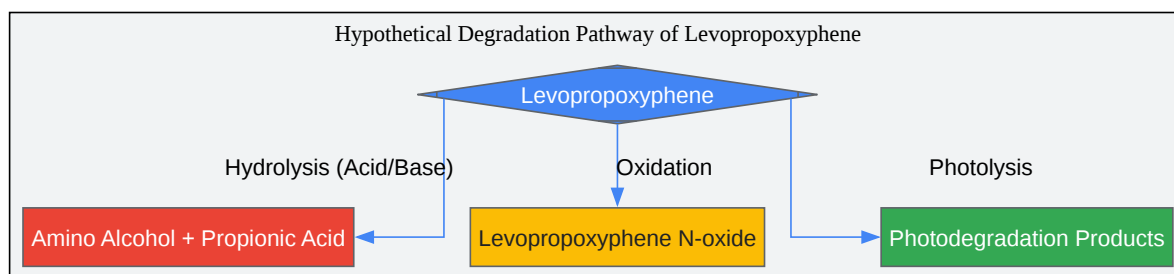 Hypothetical Degradation Pathway of Levopropoxyphene
Levopropoxyphene
Hydrolysis (Acid/Base)
Oxidation
Photolysis
Amino Alcohol + Propionic Acid
Levopropoxyphene N-oxide
Photodegradation Products